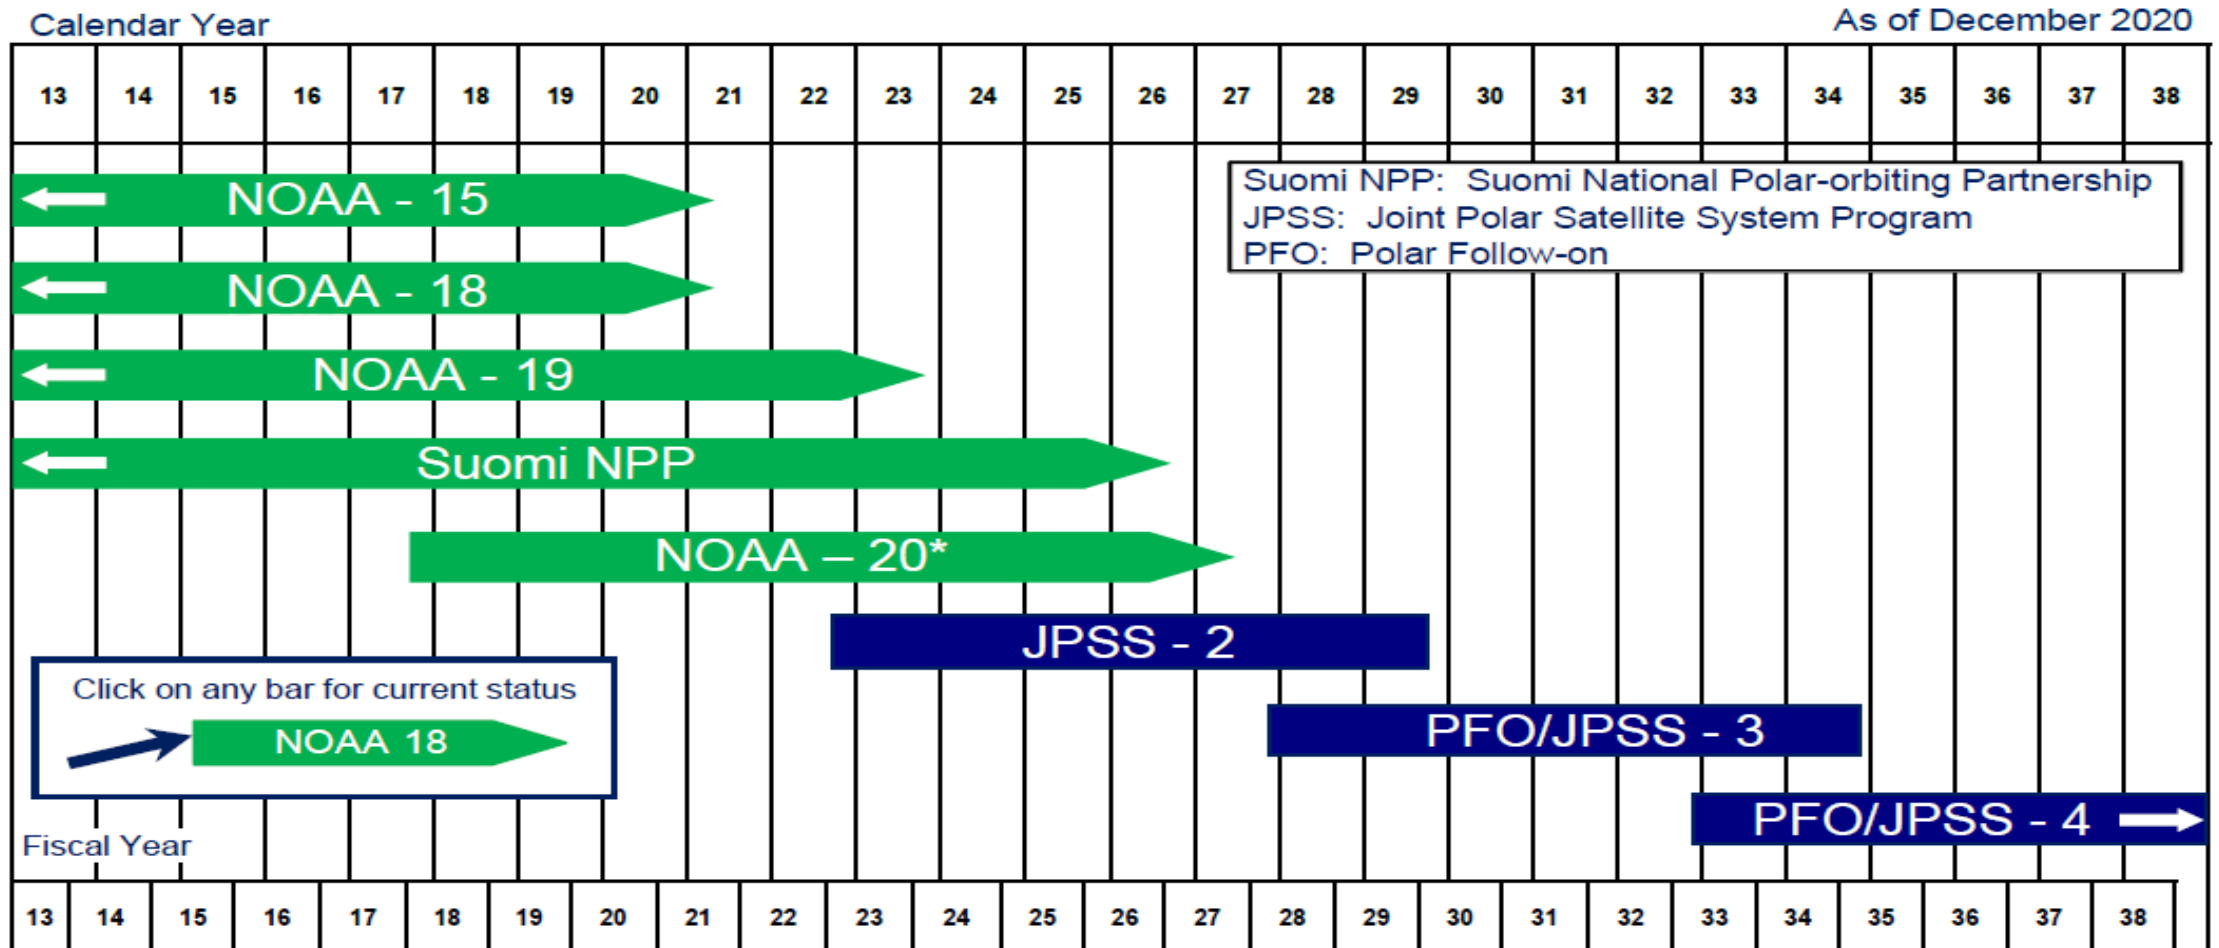 Calendar Year
As of December 2020
13 14 15 16 17 18 19 20 21 22 23 24 25 26 27 28 29 30 31 32 33 34 35 36 37 38
NOAA - 15
Suomi NPP: Suomi National Polar-orbiting Partnership
JPSS: Joint Polar Satellite System Program
PFO: Polar Follow-on
NOAA - 18
NOAA - 19
Suomi NPP
NOAA – 20*
JPSS - 2
Click on any bar for current status
NOAA 18
PFO/JPSS - 3
PFO/JPSS - 4
Fiscal Year
13 14 15 16 17 18 19 20 21 22 23 24 25 26 27 28 29 30 31 32 33 34 35 36 37 38